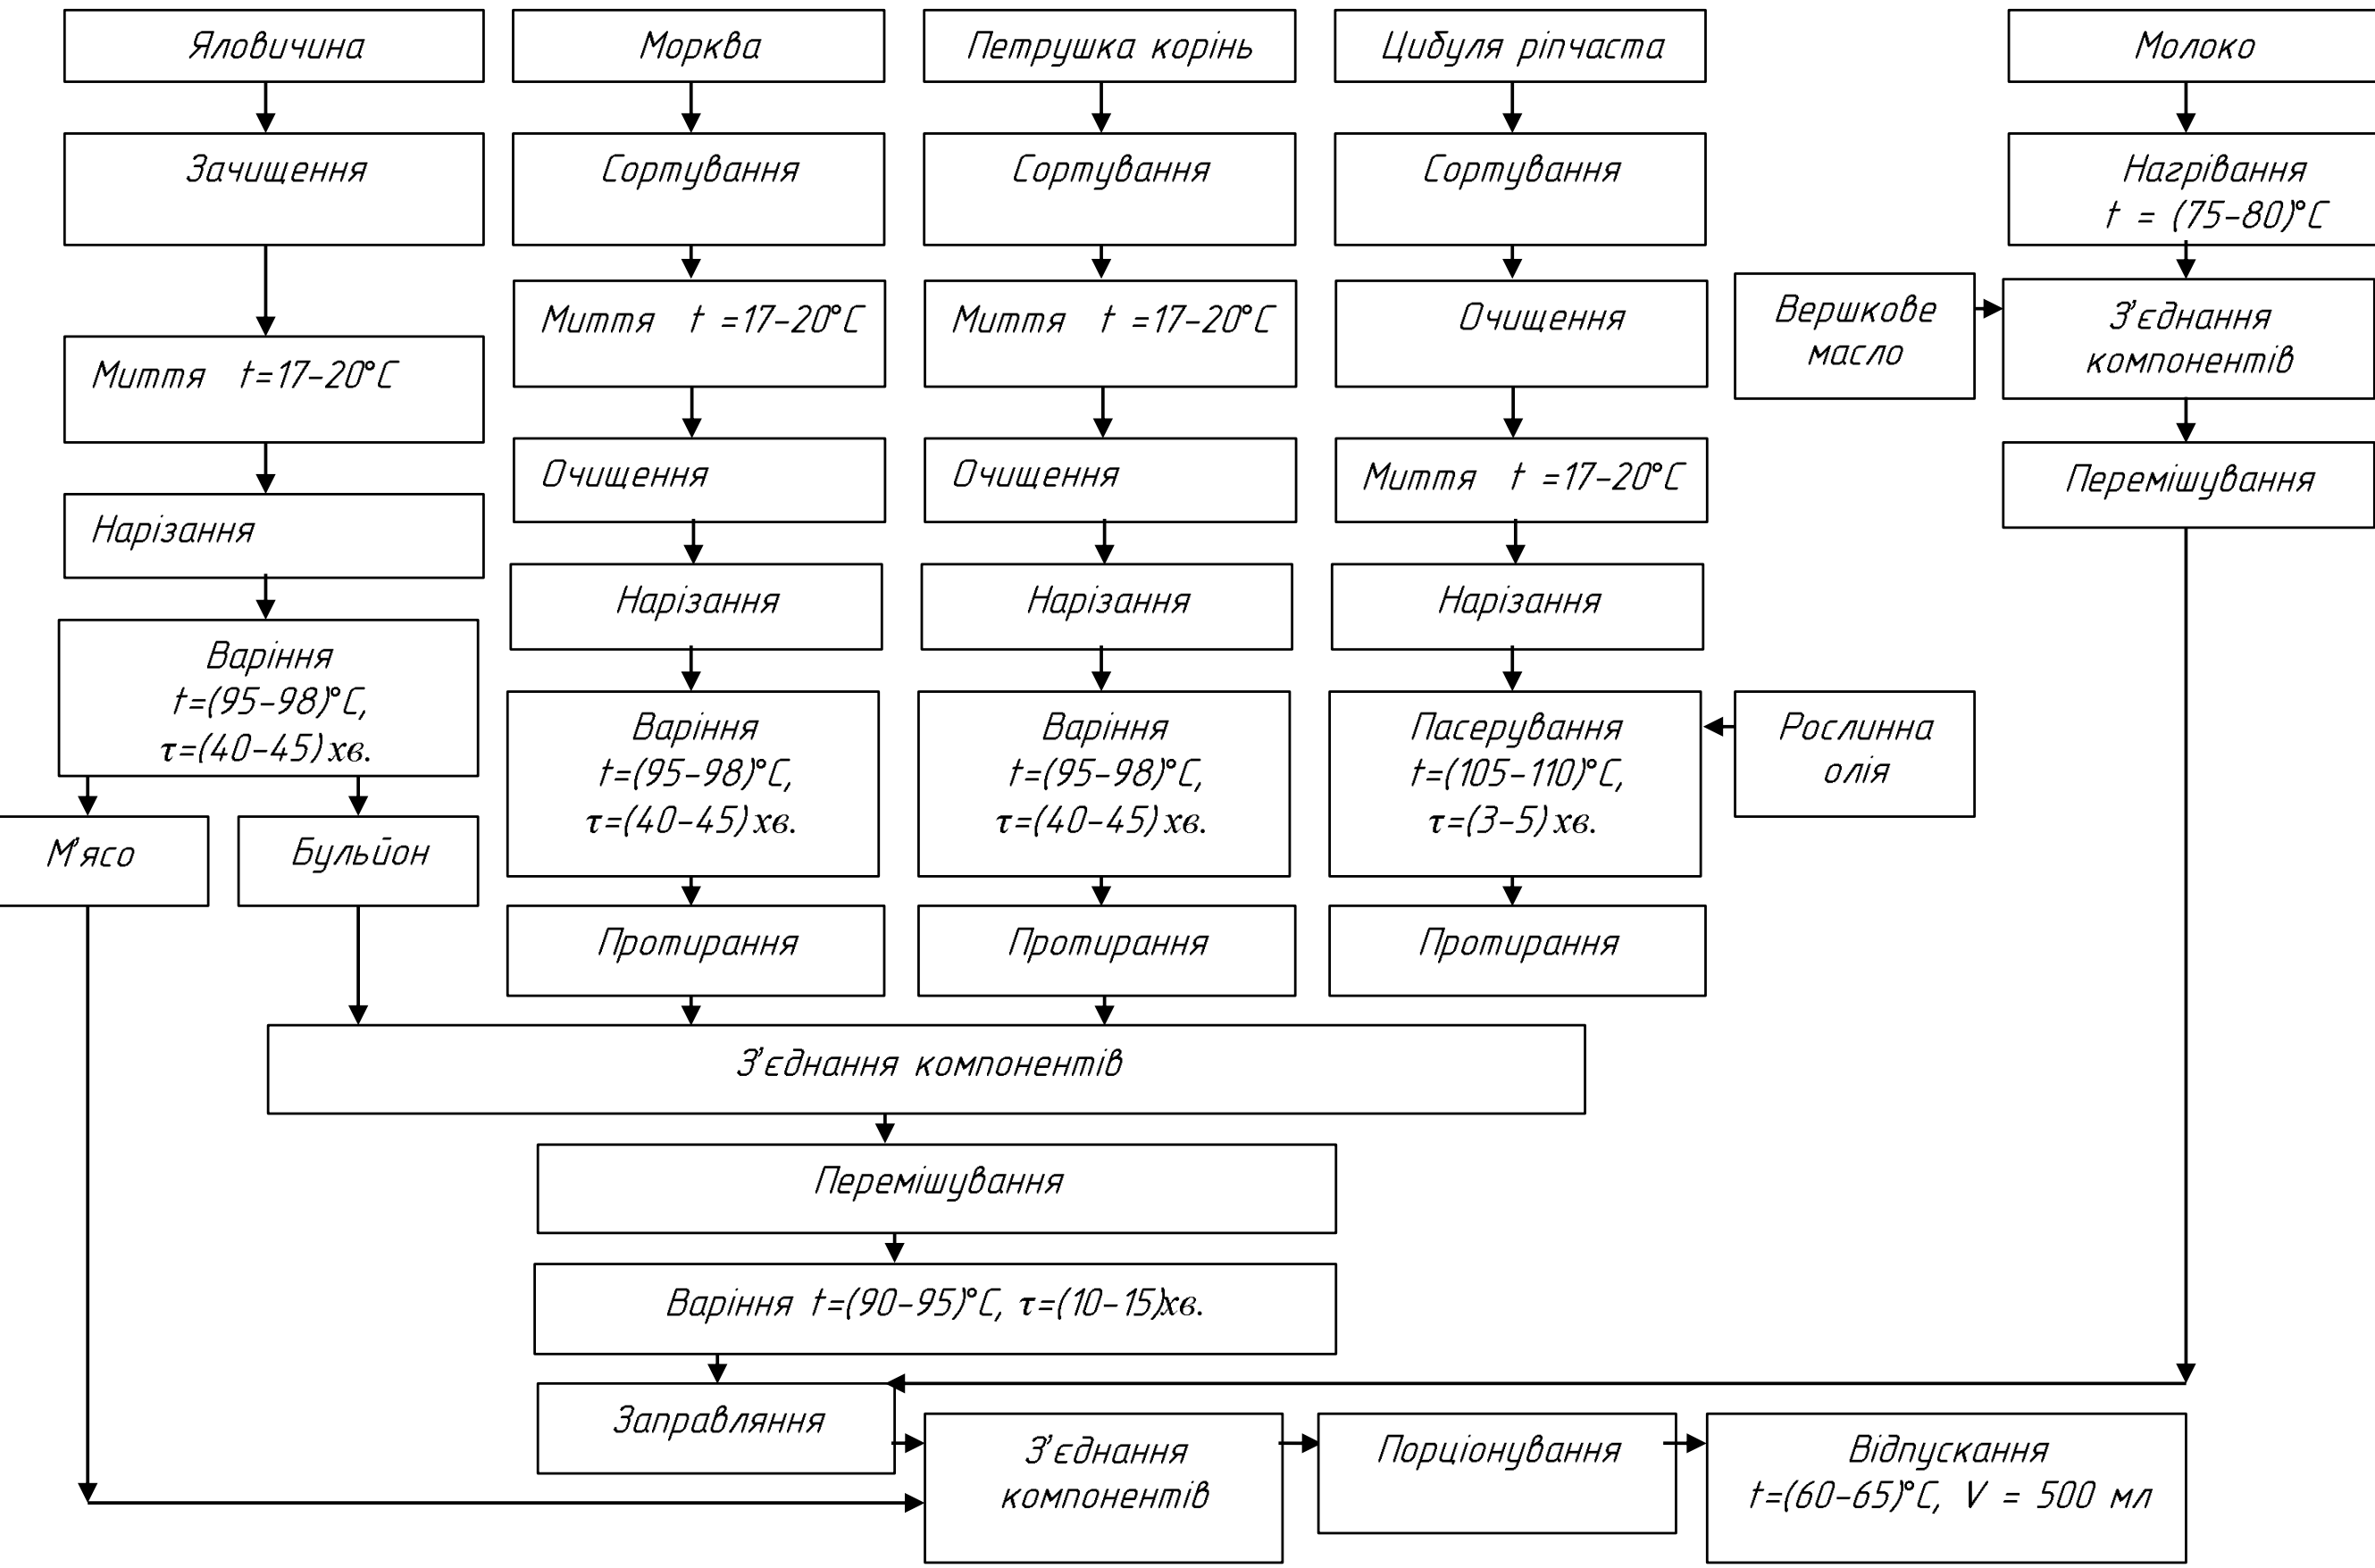 Яловичина
Морква
Петрушка корінь
Цибуля ріпчаста
Молоко
Зачищення
Сортування
Сортування
Сортування
Нагрівання
t = (75-80)°C
Миття t =17-20°C
Миття t =17-20°C
Очищення
Вершкове
масло
З'єднання
компонентів
Миття t=17-20°C
Очищення
Очищення
Миття t =17-20°C
Перемішування
Нарізання
Нарізання
Нарізання
Нарізання
Варіння
t=(95-98)°C,
τ=(40-45) хв.
Варіння
t=(95-98)°C,
τ=(40-45) хв.
Варіння
t=(95-98)°C,
τ=(40-45) хв.
Пасерування
t=(105-110)°C,
τ=(3-5) хв.
Рослинна
олія
М'ясо
Бульйон
Протирання
Протирання
Протирання
З'єднання компонентів
Перемішування
Варіння t=(90-95)°C, τ=(10-15)хв.
Заправляння
З'єднання
компонентів
Порціонування
Відпускання
t=(60-65)°C, V = 500 мл